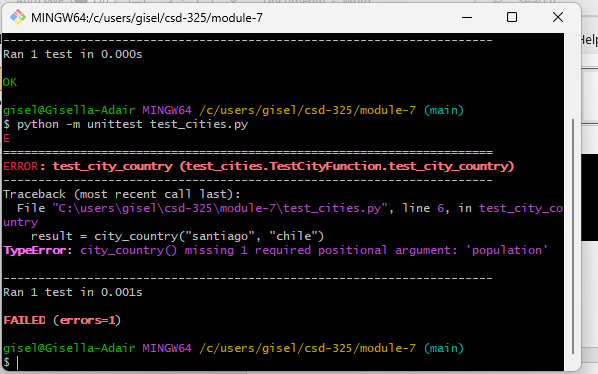 MINGW64:/c/users/gisel/csd-325/module-7
----------------------------------------------------------------------
Ran 1 test in 0.000s
OK
gisel@Gisella-Adair MINGW64 /c/users/gisel/csd-325/module-7 (main)
$ python -m unittest test_cities.py
E
======================================================================
ERROR: test_city_country (test_cities.TestCityFunction.test_city_country)
----------------------------------------------------------------------
Traceback (most recent call last):
  File "C:\users\gisel\csd-325\module-7\test_cities.py", line 6, in test_city_co
untry
    result = city_country("santiago", "chile")
TypeError: city_country() missing 1 required positional argument: 'population'
----------------------------------------------------------------------
Ran 1 test in 0.001s
FAILED (errors=1)
gisel@Gisella-Adair MINGW64 /c/users/gisel/csd-325/module-7 (main)
$
Help